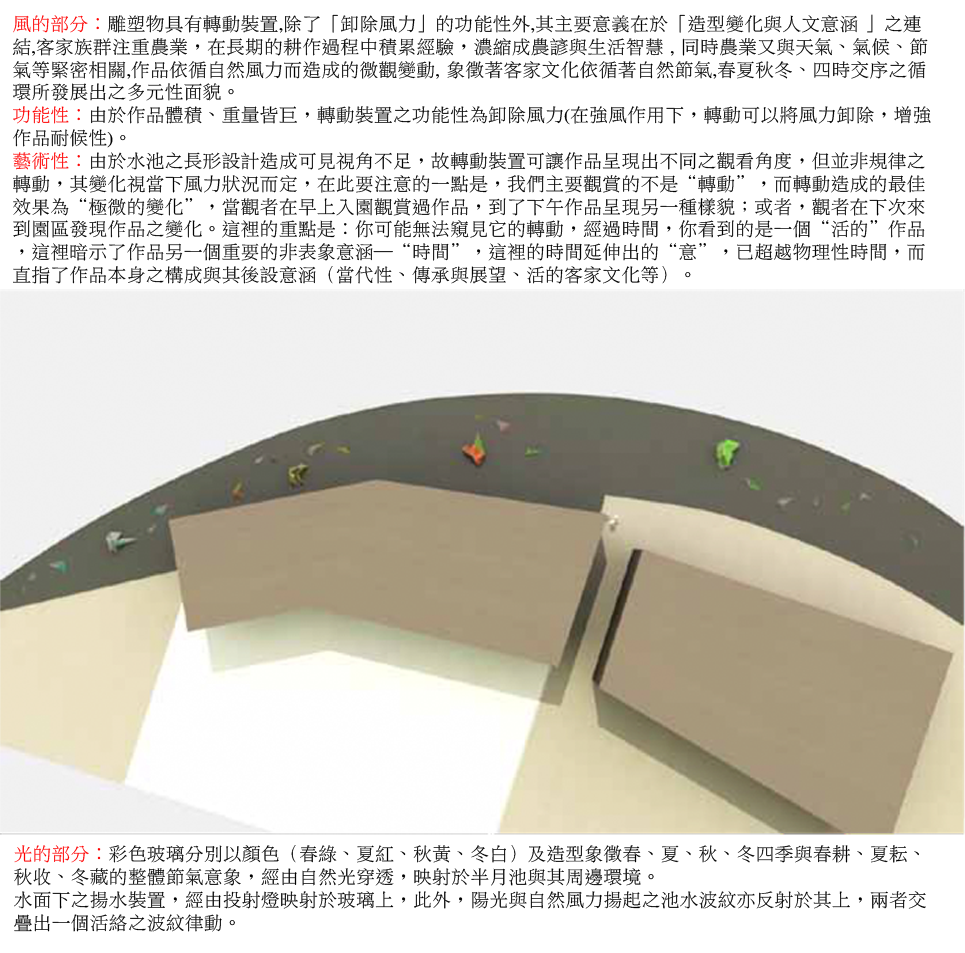 風的部分：雕塑物具有轉動裝置,除了「卸除風力」的功能性外,其主要意義在於「造型變化與人文意涵 」之連
結,客家族群注重農業，在長期的耕作過程中積累經驗，濃縮成農諺與生活智慧 , 同時農業又與天氣、氣候、節
氣等緊密相關,作品依循自然風力而造成的微觀變動, 象徵著客家文化依循著自然節氣,春夏秋冬、四時交序之循
環所發展出之多元性面貌。
功能性：由於作品體積、重量皆巨，轉動裝置之功能性為卸除風力(在強風作用下，轉動可以將風力卸除，增強
作品耐候性)。
藝術性：由於水池之長形設計造成可見視角不足，故轉動裝置可讓作品呈現出不同之觀看角度，但並非規律之
轉動，其變化視當下風力狀況而定，在此要注意的一點是，我們主要觀賞的不是“轉動”，而轉動造成的最佳
效果為“極微的變化”，當觀者在早上入園觀賞過作品，到了下午作品呈現另一種樣貌；或者，觀者在下次來
到園區發現作品之變化。這裡的重點是：你可能無法窺見它的轉動，經過時間，你看到的是一個“活的”作品
，這裡暗示了作品另一個重要的非表象意涵─“時間”，這裡的時間延伸出的“意”，已超越物理性時間，而
直指了作品本身之構成與其後設意涵（當代性、傳承與展望、活的客家文化等）。
光的部分：彩色玻璃分別以顏色（春綠、夏紅、秋黃、冬白）及造型象徵春、夏、秋、冬四季與春耕、夏耘、
秋收、冬藏的整體節氣意象，經由自然光穿透，映射於半月池與其周邊環境。
水面下之揚水裝置，經由投射燈映射於玻璃上，此外，陽光與自然風力揚起之池水波紋亦反射於其上，兩者交
疊出一個活絡之波紋律動。